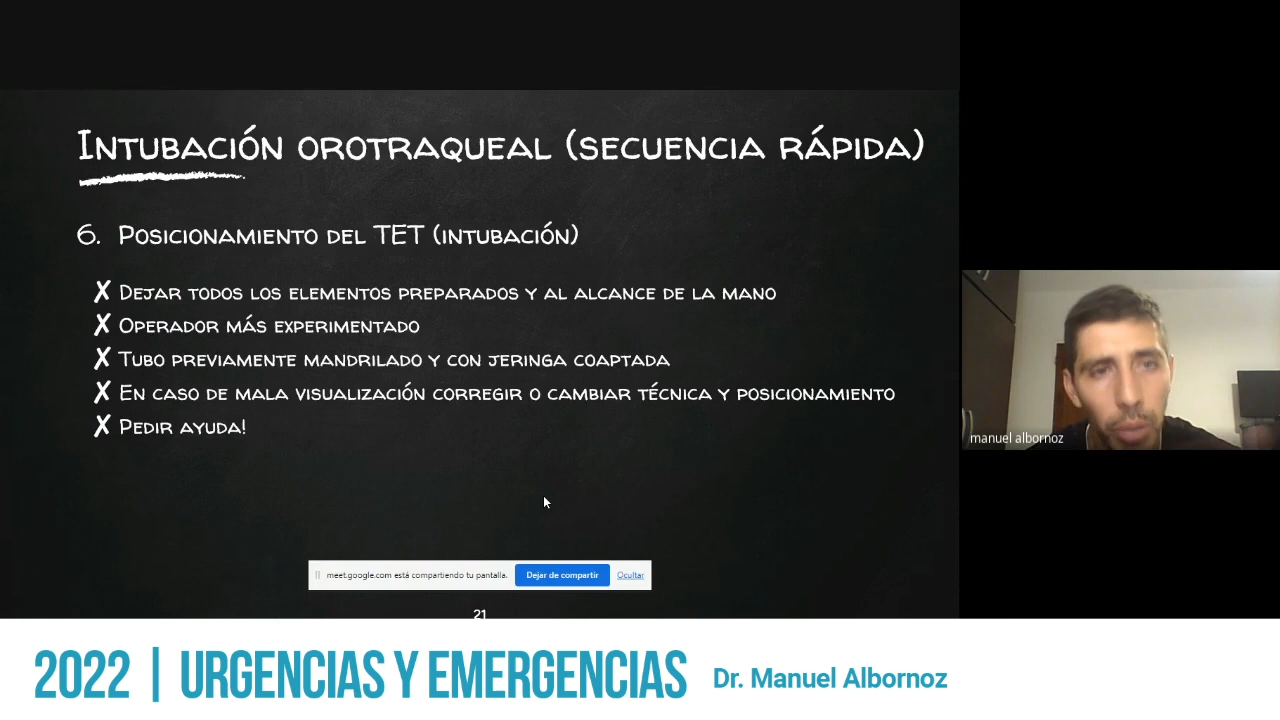 Intubación orotraqueal (secuencia rápida)
6. Posicionamiento del TET (intubación)
✗ Dejar todos los elementos preparados y al alcance de la mano
✗ Operador más experimentado
✗ Tubo previamente mandrilado y con jeringa coaptada
✗ En caso de mala visualización corregir o cambiar técnica y posicionamiento
✗ Pedir ayuda!
manuel albornoz
meet.google.com está compartiendo tu pantalla. Dejar de compartir Ocultar
21
2022 | URGENCIAS Y EMERGENCIAS Dr. Manuel Albornoz